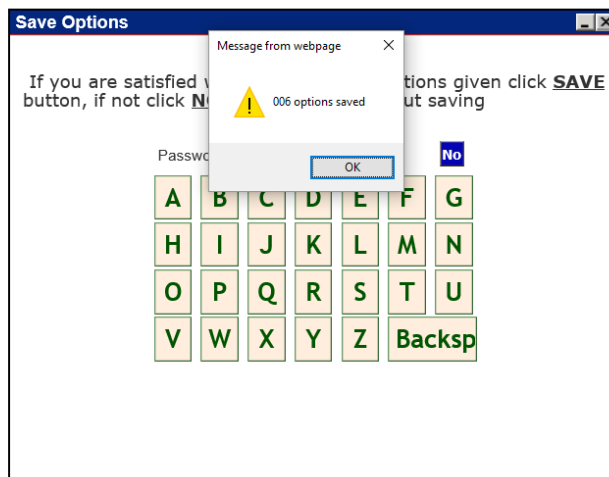 Save Options
Message from webpage
If you are satisfied tions given click SAVE
button, if not click ut saving
006 options saved
OK
No
A B C D E F G
H I J K L M N
O P Q R S T U
V W X Y Z Backsp